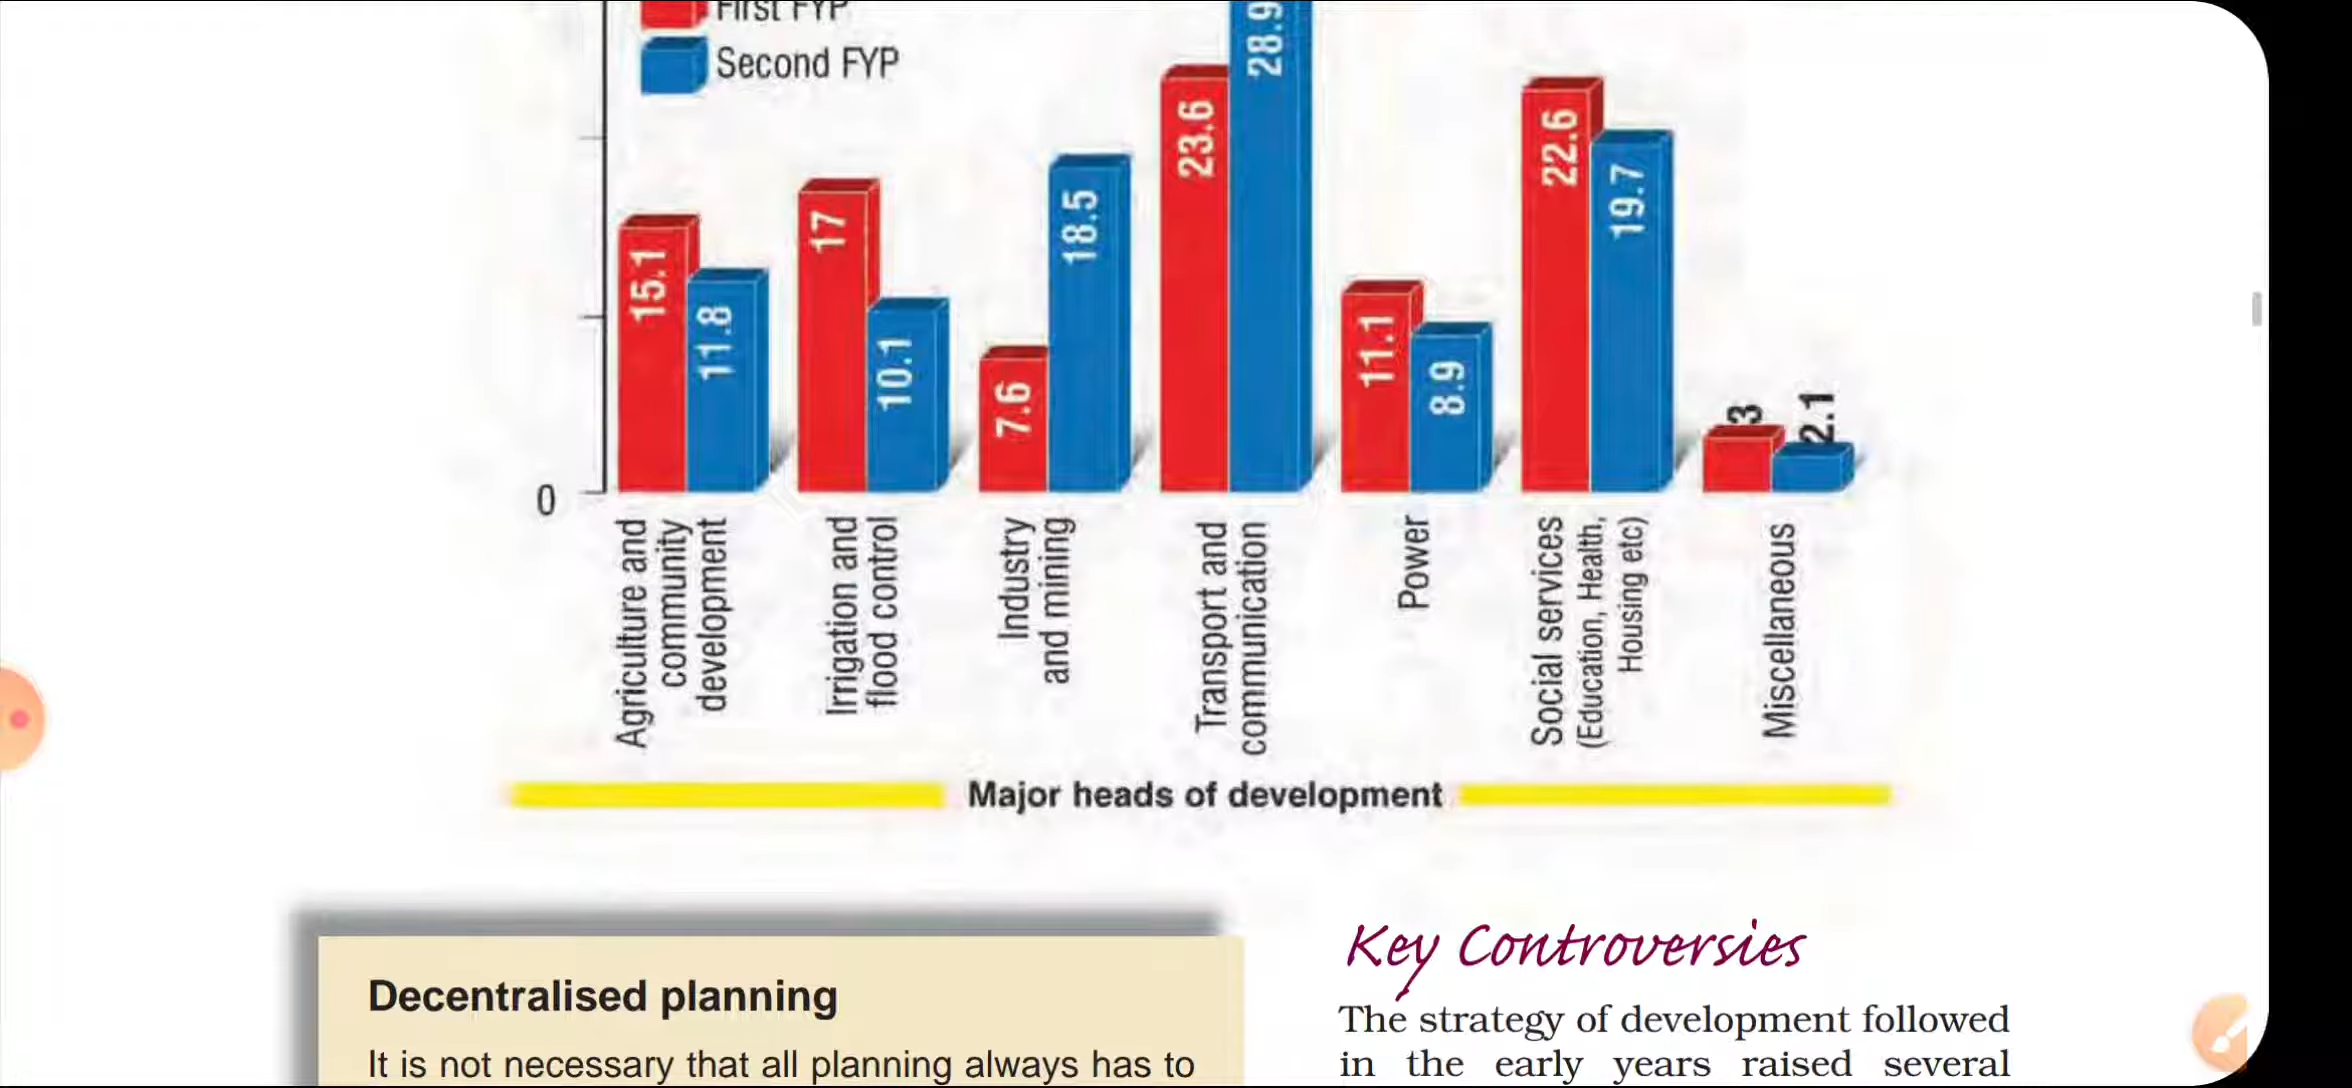 First FYP
Second FYP
28.9
23.6
22.6
19.7
18.5
17
15.1
11.8
10.1
7.6
11.1
8.9
3
2.1
0
Agriculture and
community
development
Irrigation and
flood control
Industry
and mining
Transport and
communication
Power
Social services
(Education, Health,
Housing etc)
Miscellaneous
Major heads of development
Decentralised planning
It is not necessary that all planning always has to
Key Controversies
The strategy of development followed
in the early years raised several